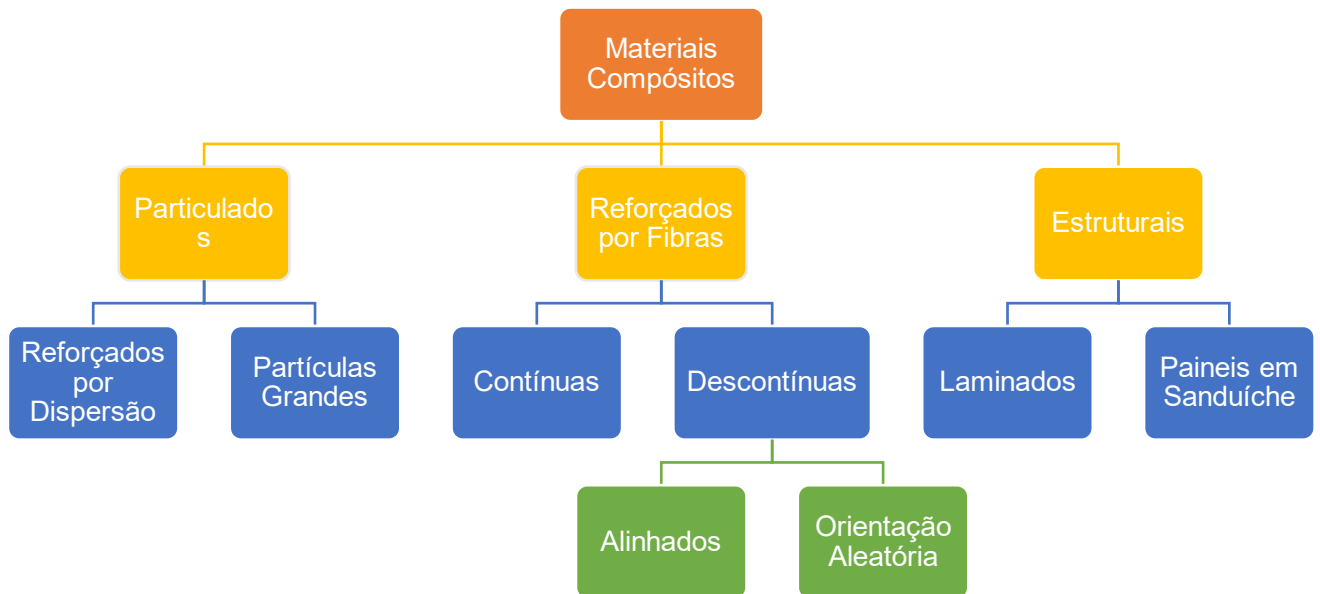 Materiais
Compósitos
Particulado
s
Reforçados
por Fibras
Estruturais
Reforçados
por
Dispersão
Partículas
Grandes
Contínuas
Descontínuas
Laminados
Paineis em
Sanduíche
Alinhados
Orientação
Aleatória